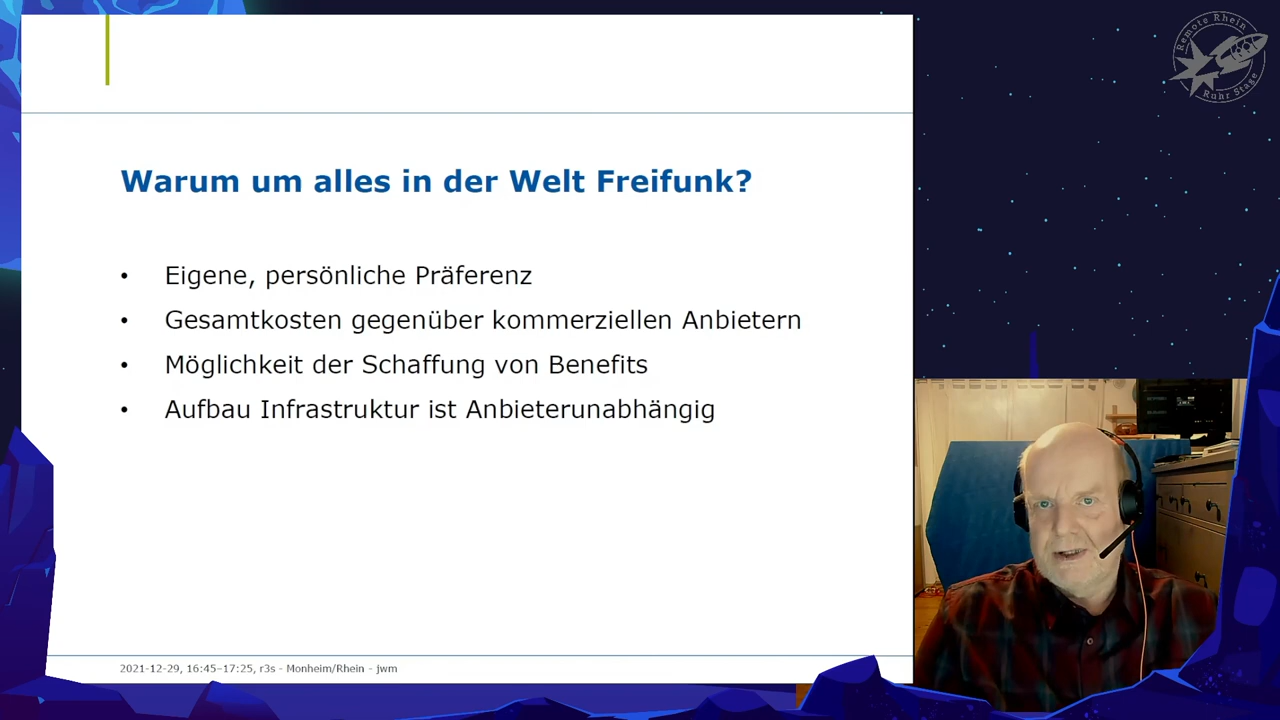 Remote Rhein
Ruhr Stage
Warum um alles in der Welt Freifunk?
• Eigene, persönliche Präferenz
• Gesamtkosten gegenüber kommerziellen Anbietern
• Möglichkeit der Schaffung von Benefits
• Aufbau Infrastruktur ist Anbieterunabhängig
2021-12-29, 16:45–17:25, r3s - Monheim/Rhein - jwm